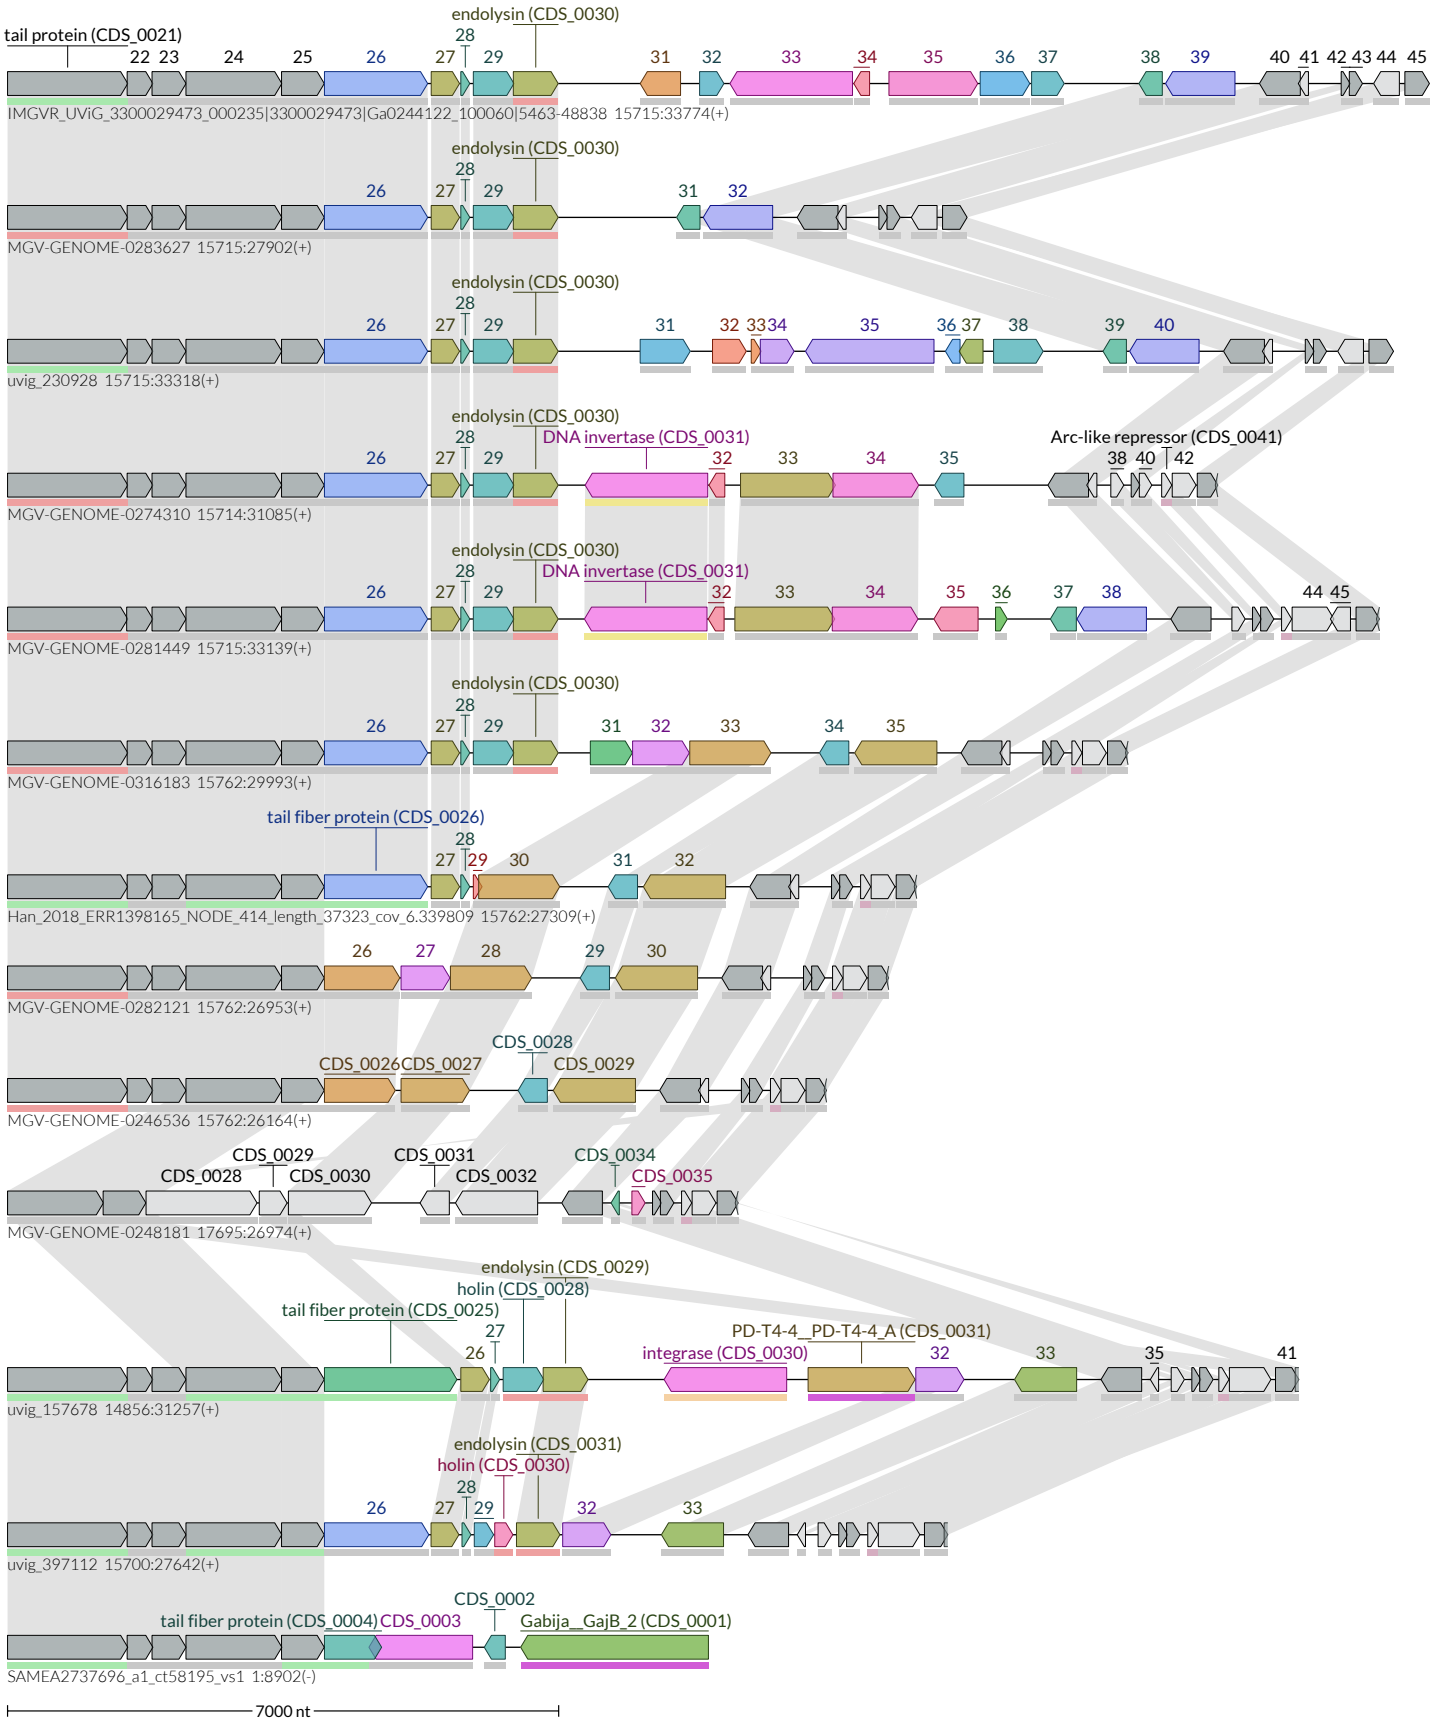 endolysin (CDS_0030)
tail protein (CDS_0021) 28
22 23 24 25 26 27 29 31 32 33 34 35 36 37 38 39 40 41 42 43 44 45
IMGVR_UViG_3300029473_000235|3300029473|Ga0244122_100060|5463-48838 15715:33774(+)
endolysin (CDS_0030)
28
26 27 29 31 32
MGV-GENOME-0283627 15715:27902(+)
endolysin (CDS_0030)
28
26 27 29 31 32 33 34 35 36 37 38 39 40
uvig_230928 15715:33318(+)
endolysin (CDS_0030)
28 DNA invertase (CDS_0031) Arc-like repressor (CDS_0041)
26 27 29 32 33 34 35 38 40 42
MGV-GENOME-0274310 15714:31085(+)
endolysin (CDS_0030)
28 DNA invertase (CDS_0031)
26 27 29 32 33 34 35 36 37 38 44 45
MGV-GENOME-0281449 15715:33139(+)
endolysin (CDS_0030)
28
26 27 29 31 32 33 34 35
MGV-GENOME-0316183 15762:29993(+)
tail fiber protein (CDS_0026)
28
27 29 30 31 32
Han_2018_ERR1398165_NODE_414_length_37323_cov_6.339809 15762:27309(+)
26 27 28 29 30
MGV-GENOME-0282121 15762:26953(+)
CDS_0028
CDS_0026 CDS_0027 CDS_0029
MGV-GENOME-0246536 15762:26164(+)
CDS_0029 CDS_0031 CDS_0034
CDS_0028 CDS_0030 CDS_0032 CDS_0035
MGV-GENOME-0248181 17695:26974(+)
endolysin (CDS_0029)
holin (CDS_0028)
tail fiber protein (CDS_0025)
27 PD-T4-4__PD-T4-4_A (CDS_0031)
26 integrase (CDS_0030) 32 33 35 41
uvig_157678 14856:31257(+)
endolysin (CDS_0031)
holin (CDS_0030)
28
26 27 29 32 33
uvig_397112 15700:27642(+)
CDS_0002
tail fiber protein (CDS_0004) CDS_0003 Gabija__GajB_2 (CDS_0001)
SAMEA2737696_a1_ct58195_vs1 1:8902(-)
7000 nt